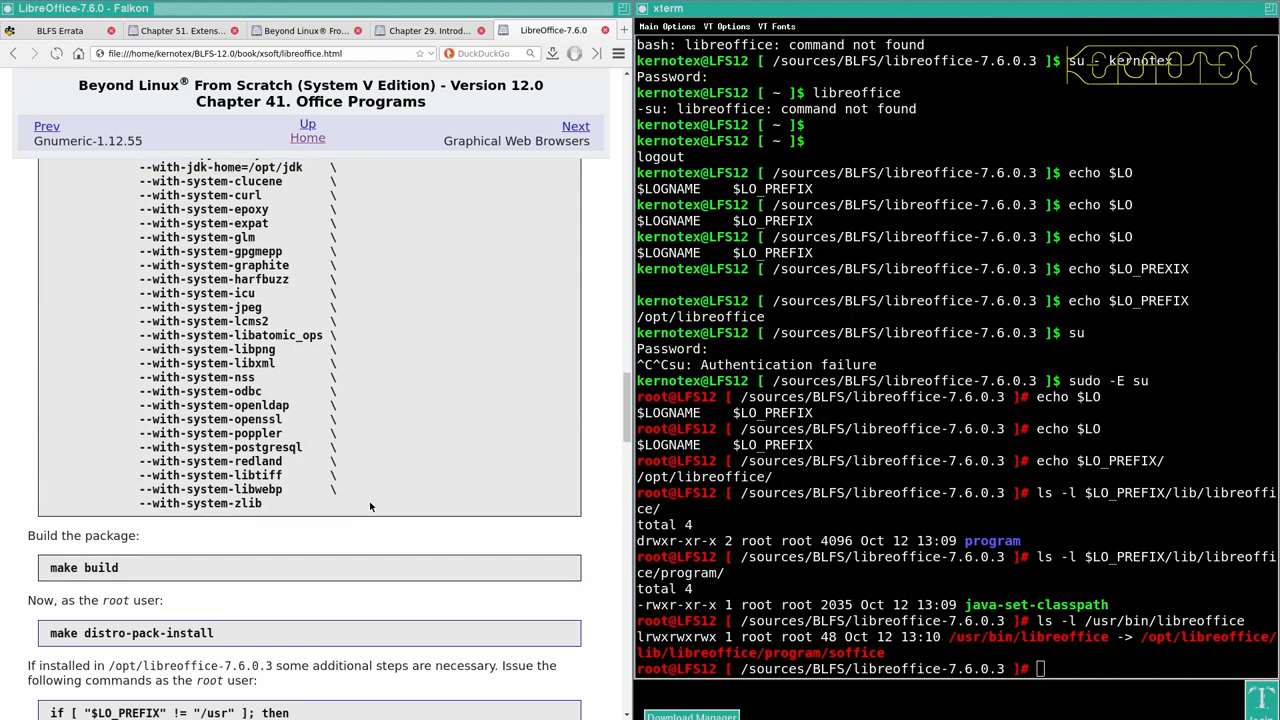 LibreOffice-7.6.0 - Falkon
BLFS Errata
Chapter 51. Extens...
Beyond Linux® Fro...
Chapter 29. Introd...
LibreOffice-7.6.0
file:///home/kernotex/BLFS-12.0/book/xsoft/libreoffice.html
DuckDuckGo
Beyond Linux® From Scratch (System V Edition) - Version 12.0
Chapter 41. Office Programs
Prev
Up
Next
Gnumeric-1.12.55
Home
Graphical Web Browsers
--with-jdk-home=/opt/jdk \
--with-system-clucene \
--with-system-curl \
--with-system-epoxy \
--with-system-expat \
--with-system-glm \
--with-system-gpgmepp \
--with-system-graphite \
--with-system-harfbuzz \
--with-system-icu \
--with-system-jpeg \
--with-system-lcms2 \
--with-system-libatomic_ops \
--with-system-libpng \
--with-system-libxml \
--with-system-nss \
--with-system-odbc \
--with-system-openldap \
--with-system-openssl \
--with-system-poppler \
--with-system-postgresql \
--with-system-redland \
--with-system-libtiff \
--with-system-libwebp \
--with-system-zlib
Build the package:
make build
Now, as the root user:
make distro-pack-install
If installed in /opt/libreoffice-7.6.0.3 some additional steps are necessary. Issue the
following commands as the root user:
if [ "$LO_PREFIX" != "/usr" ]; then
xterm
Main Options VT Options VT Fonts
bash: libreoffice: command not found
kernotex@LFS12 [ /sources/BLFS/libreoffice-7.6.0.3 ]$ su - kernotex
Password:
kernotex@LFS12 [ ~ ]$ libreoffice
-su: libreoffice: command not found
kernotex@LFS12 [ ~ ]$
kernotex@LFS12 [ ~ ]$
logout
kernotex@LFS12 [ /sources/BLFS/libreoffice-7.6.0.3 ]$ echo $LO
$LOGNAME $LO_PREFIX
kernotex@LFS12 [ /sources/BLFS/libreoffice-7.6.0.3 ]$ echo $LO
$LOGNAME $LO_PREFIX
kernotex@LFS12 [ /sources/BLFS/libreoffice-7.6.0.3 ]$ echo $LO
$LOGNAME $LO_PREFIX
kernotex@LFS12 [ /sources/BLFS/libreoffice-7.6.0.3 ]$ echo $LO_PREXIX
kernotex@LFS12 [ /sources/BLFS/libreoffice-7.6.0.3 ]$ echo $LO_PREFIX
/opt/libreoffice
kernotex@LFS12 [ /sources/BLFS/libreoffice-7.6.0.3 ]$ su
Password:
^C^Csu: Authentication failure
kernotex@LFS12 [ /sources/BLFS/libreoffice-7.6.0.3 ]$ sudo -E su
root@LFS12 [ /sources/BLFS/libreoffice-7.6.0.3 ]# echo $LO
$LOGNAME $LO_PREFIX
root@LFS12 [ /sources/BLFS/libreoffice-7.6.0.3 ]# echo $LO
$LOGNAME $LO_PREFIX
root@LFS12 [ /sources/BLFS/libreoffice-7.6.0.3 ]# echo $LO_PREFIX/
/opt/libreoffice/
root@LFS12 [ /sources/BLFS/libreoffice-7.6.0.3 ]# ls -l $LO_PREFIX/lib/libreoffi
ce/
total 4
drwxr-xr-x 2 root root 4096 Oct 12 13:09 program
root@LFS12 [ /sources/BLFS/libreoffice-7.6.0.3 ]# ls -l $LO_PREFIX/lib/libreoffi
ce/program/
total 4
-rwxr-xr-x 1 root root 2035 Oct 12 13:09 java-set-classpath
root@LFS12 [ /sources/BLFS/libreoffice-7.6.0.3 ]# ls -l /usr/bin/libreoffice
lrwxrwxrwx 1 root root 48 Oct 12 13:10 /usr/bin/libreoffice -> /opt/libreoffice/
lib/libreoffice/program/soffice
root@LFS12 [ /sources/BLFS/libreoffice-7.6.0.3 ]#
KERNOTEX
Download Manager